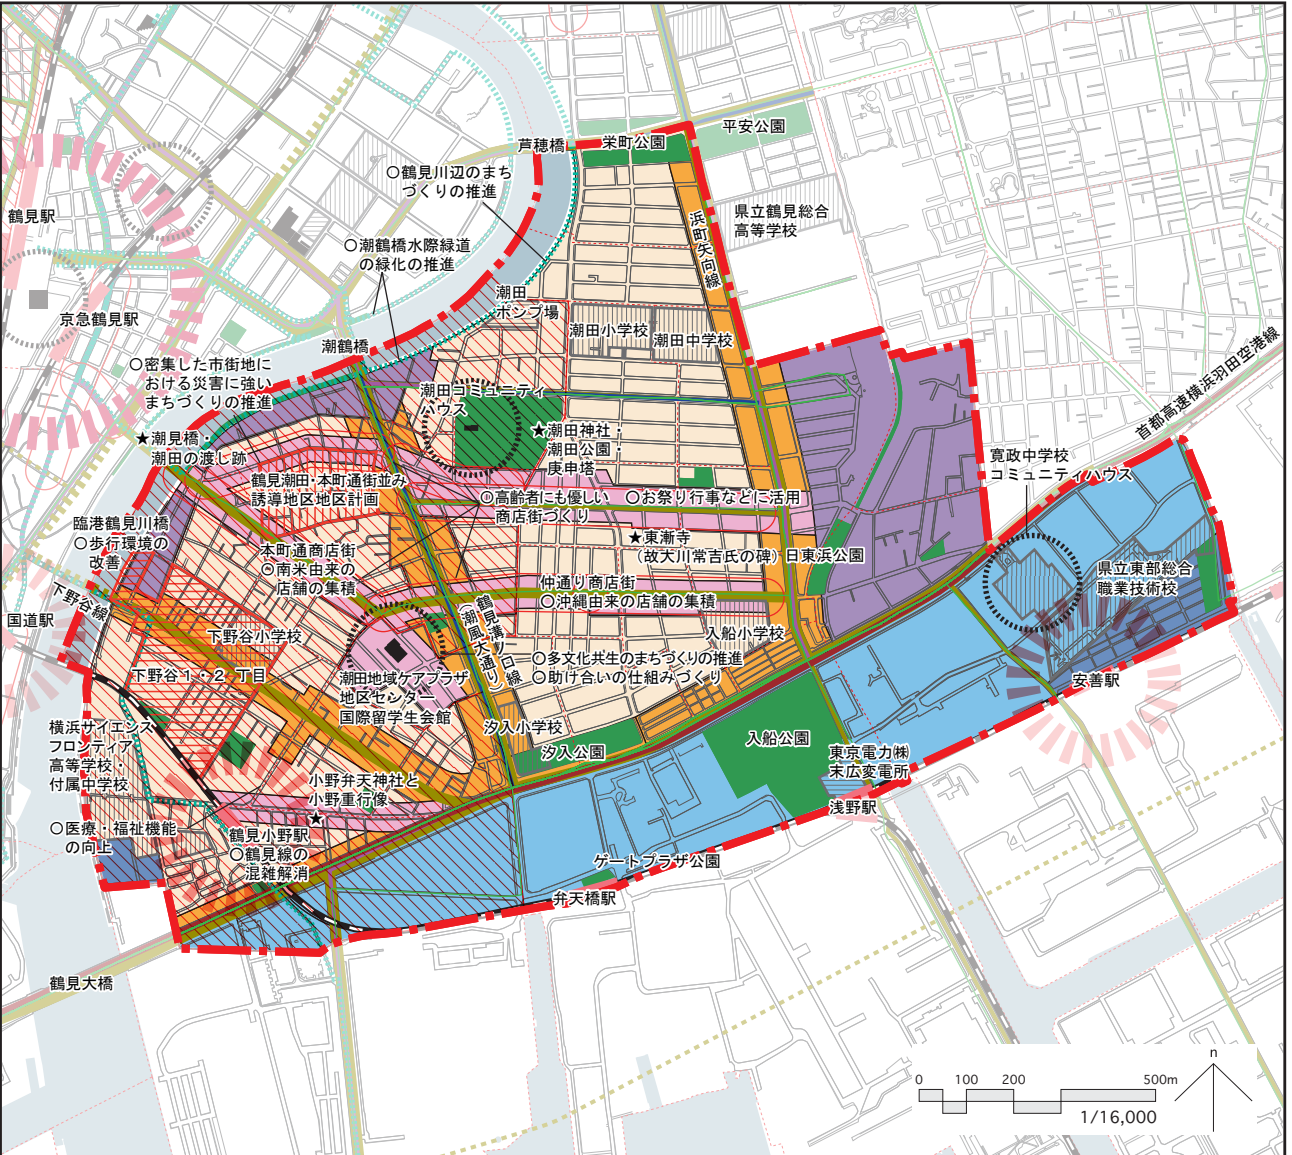 芦穂橋
栄町公園
平安公園
○鶴見川辺のまち
づくりの推進
鶴見駅
県立鶴見総合
高等学校
浜町矢向線
○潮鶴橋水際緑道
の緑化の推進
潮田
ポンプ場
京急鶴見駅
潮田小学校
潮田中学校
潮鶴橋
○密集した市街地に
おける災害に強い
まちづくりの推進
首都高速横浜羽田空港線
潮田コミュニティ
ハウス
★潮見橋・
潮田の渡し跡
★潮田神社・
潮田公園・
庚申塔
寛政中学校
コミュニティハウス
鶴見潮田・本町通街並み
誘導地区地区計画
○高齢者にも優しい
商店街づくり
○お祭り行事などに活用
臨港鶴見川橋
○歩行環境の
改善
★東漸寺
（故大川常吉氏の碑）
日東浜公園
本町通商店街
○南米由来の
店舗の集積
県立東部総合
職業技術校
仲通り商店街
○沖縄由来の店舗の集積
下野谷線
国道駅
鶴見溝ノ口線
（潮風大通り）
下野谷小学校
入船小学校
○多文化共生のまちづくりの推進
○助け合いの仕組みづくり
下野谷１・２丁目
潮田地域ケアプラザ
地区センター
国際留学生会館
安善駅
横浜サイエンス
フロンティア
高等学校・
付属中学校
汐入小学校
汐入公園
入船公園
東京電力㈱
末広変電所
小野弁天神社と
小野重行像
★
浅野駅
○医療・福祉機能
の向上
鶴見小野駅
○鶴見線の
混雑解消
ゲートプラザ公園
弁天橋駅
鶴見大橋
n
0 100 200 500m
1/16,000